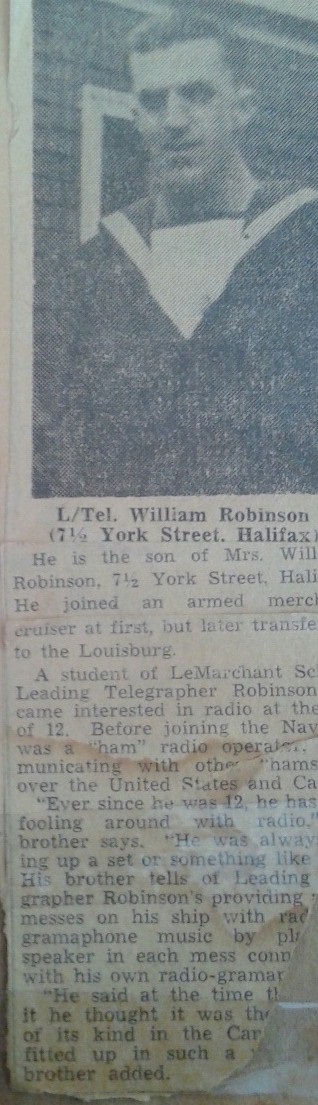 L/Tel. William Robinson
(7½ York Street, Halifax)
He is the son of Mrs. Will
Robinson, 7½ York Street, Hali
He joined an armed merch
cruiser at first, but later transfe
to the Louisburg.
A student of LeMarchant Sc
Leading Telegrapher Robinson
came interested in radio at the
of 12. Before joining the Nav
was a "ham" radio operator,
municating with other "hams
over the United States and Ca
"Ever since he was 12, he has
fooling around with radio,"
brother says. "He was alway
ing up a set or something like
His brother tells of Leading
grapher Robinson's providing
messes on his ship with rad
gramaphone music by pla
speaker in each mess conn
with his own radio-gramar
"He said at the time th
it he thought it was the
of its kind in the Can
fitted up in such a
brother added.